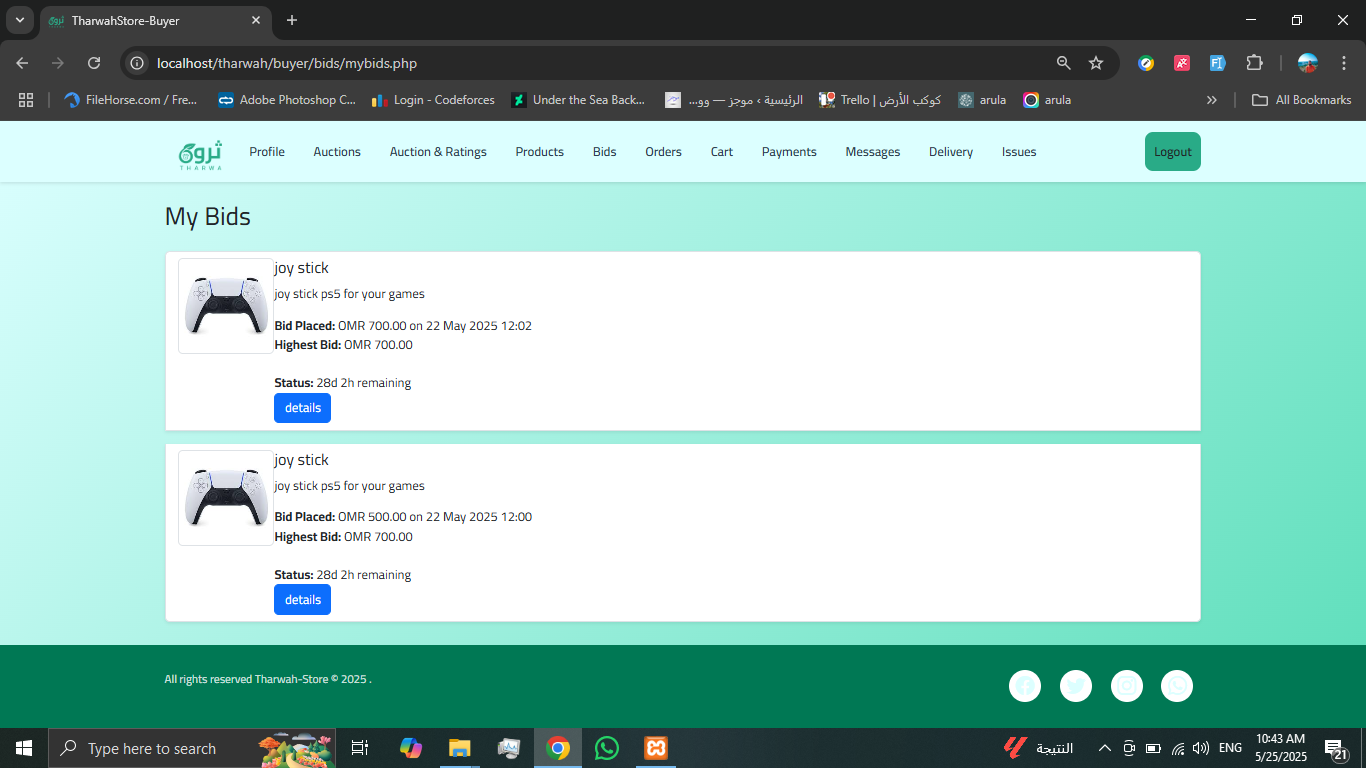 ثروة TharwahStore-Buyer
localhost/tharwah/buyer/bids/mybids.php
FileHorse.com / Fre...
Adobe Photoshop C...
Login - Codeforces
Under the Sea Back...
الرئيسية › موجز — وو...
Trello | كوكب الأرض
arula
arula
All Bookmarks
ثروة
THARWA
Profile
Auctions
Auction & Ratings
Products
Bids
Orders
Cart
Payments
Messages
Delivery
Issues
Logout
My Bids
joy stick
joy stick ps5 for your games
Bid Placed: OMR 700.00 on 22 May 2025 12:02
Highest Bid: OMR 700.00
Status: 28d 2h remaining
details
joy stick
joy stick ps5 for your games
Bid Placed: OMR 500.00 on 22 May 2025 12:00
Highest Bid: OMR 700.00
Status: 28d 2h remaining
details
All rights reserved Tharwah-Store © 2025 .
Type here to search
النتيجة
ENG
10:43 AM
5/25/2025
21